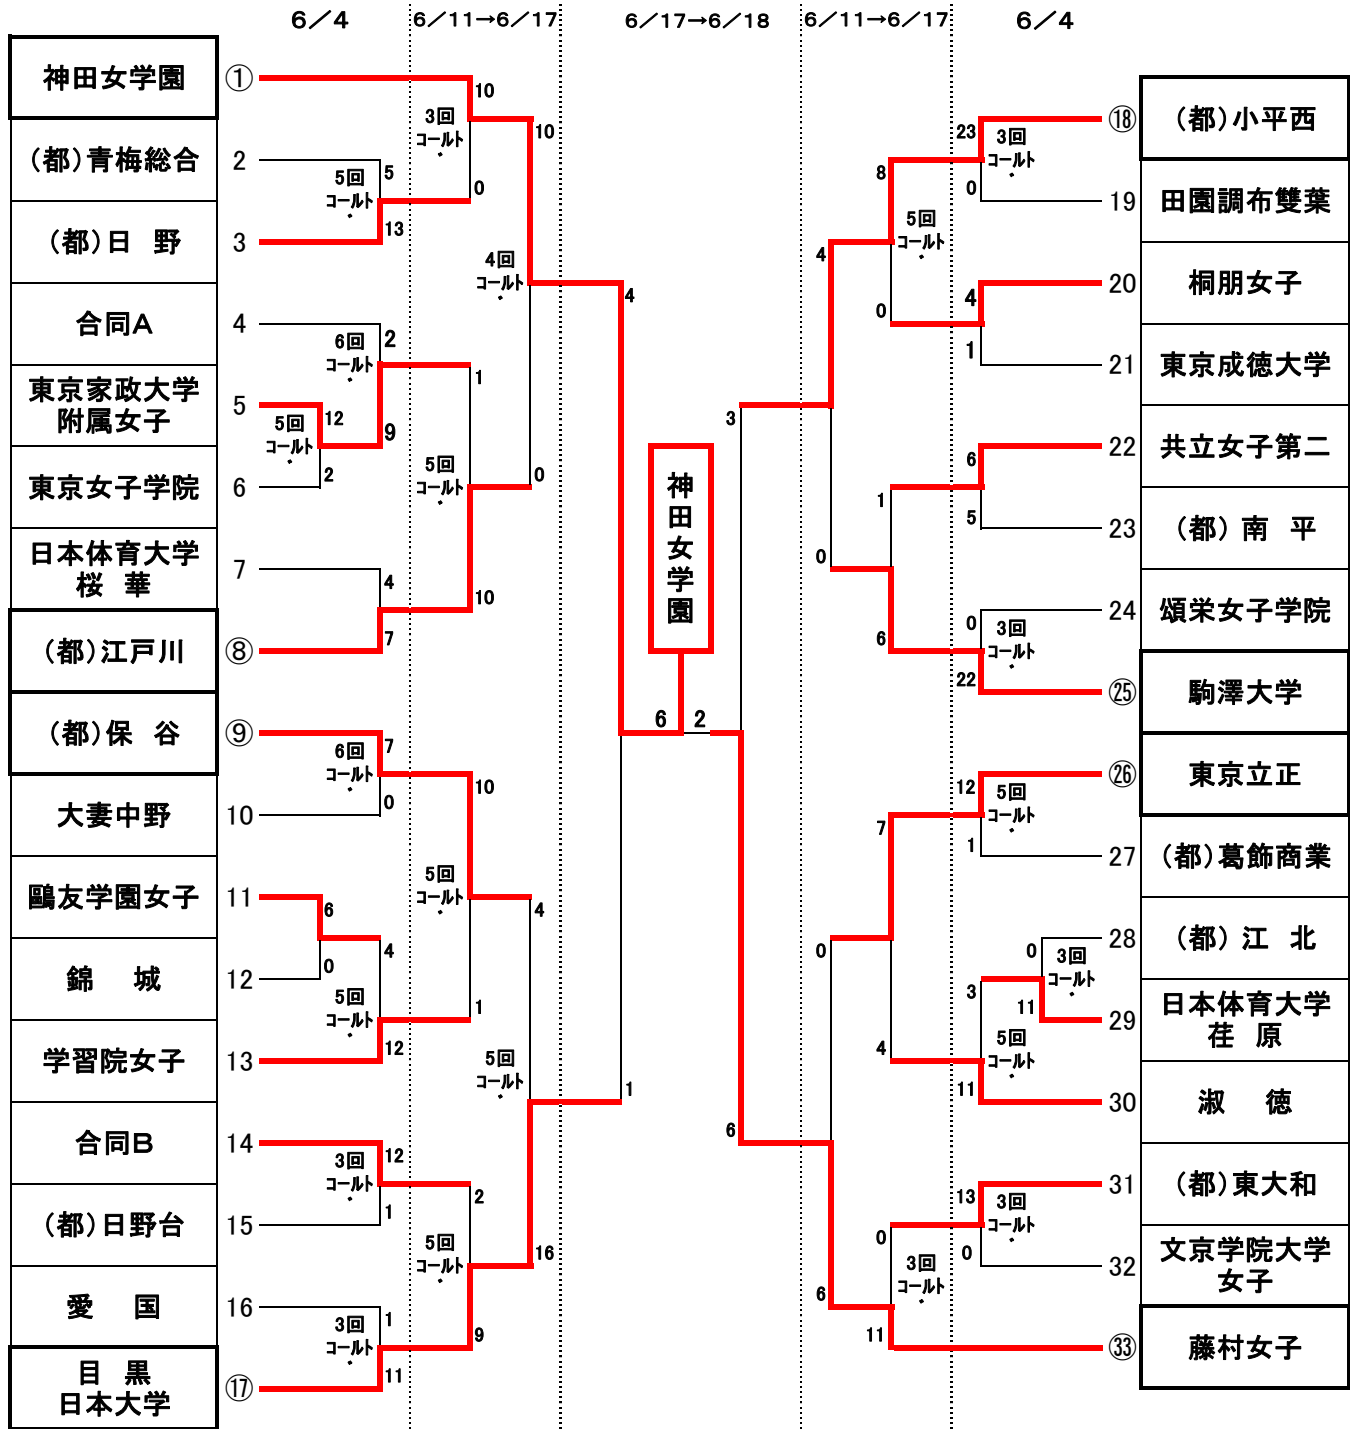 6/4
6/11→6/17
6/17→6/18
6/11→6/17
6/4
神田女学園 ①
(都)青梅総合 2
(都)日 野 3
合同A 4
東京家政大学
附属女子 5
東京女子学院 6
日本体育大学
桜 華 7
(都)江戸川 ⑧
(都)保 谷 ⑨
大妻中野 10
鷗友学園女子 11
錦 城 12
学習院女子 13
合同B 14
(都)日野台 15
愛 国 16
目 黒
日本大学 ⑰
5
5回
コールド
13
2
6回
コールド
9
12
5回
コールド
2
4
7
7
6回
コールド
0
6
0
4
5回
コールド
12
12
3回
コールド
1
1
3回
コールド
11
10
3回
コールド
0
1
5回
コールド
10
10
5回
コールド
1
2
5回
コールド
9
10
4回
コールド
0
4
5回
コールド
16
4
1
神田女学園
6 2
3
6
4
0
0
6
8
5回
コールド
0
1
6
7
4
0
3回
コールド
11
23
3回
コールド
0
4
1
6
5
0
3回
コールド
22
12
5回
コールド
1
0
3回
コールド
11
3
5回
コールド
11
13
3回
コールド
0
⑱ (都)小平西
19 田園調布雙葉
20 桐朋女子
21 東京成徳大学
22 共立女子第二
23 (都)南 平
24 頌栄女子学院
㉕ 駒澤大学
㉖ 東京立正
27 (都)葛飾商業
28 (都)江 北
29 日本体育大学
荏 原
30 淑 徳
31 (都)東大和
32 文京学院大学
女子
㉝ 藤村女子